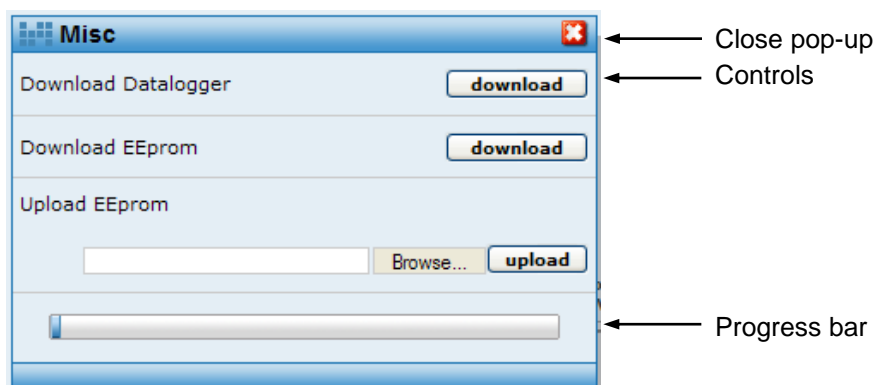 Misc
Close pop-up
Download Datalogger
download
Controls
Download EEprom
download
Upload EEprom
Browse...
upload
Progress bar